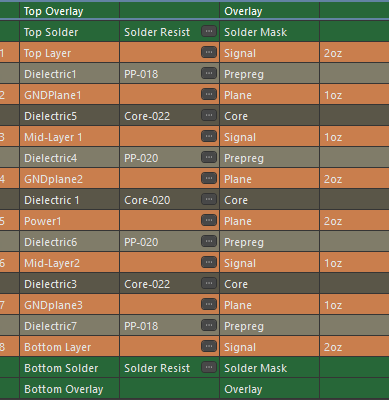 Top Overlay Overlay
Top Solder Solder Resist ... Solder Mask
1 Top Layer ... Signal 2oz
Dielectric1 PP-018 ... Prepreg
2 GNDPlane1 ... Plane 1oz
Dielectric5 Core-022 ... Core
3 Mid-Layer 1 ... Signal 1oz
Dielectric4 PP-020 ... Prepreg
4 GNDplane2 ... Plane 2oz
Dielectric 1 Core-020 ... Core
5 Power1 ... Plane 2oz
Dielectric6 PP-020 ... Prepreg
6 Mid-Layer2 ... Signal 1oz
Dielectric3 Core-022 ... Core
7 GNDplane3 ... Plane 1oz
Dielectric7 PP-018 ... Prepreg
8 Bottom Layer ... Signal 2oz
Bottom Solder Solder Resist ... Solder Mask
Bottom Overlay Overlay